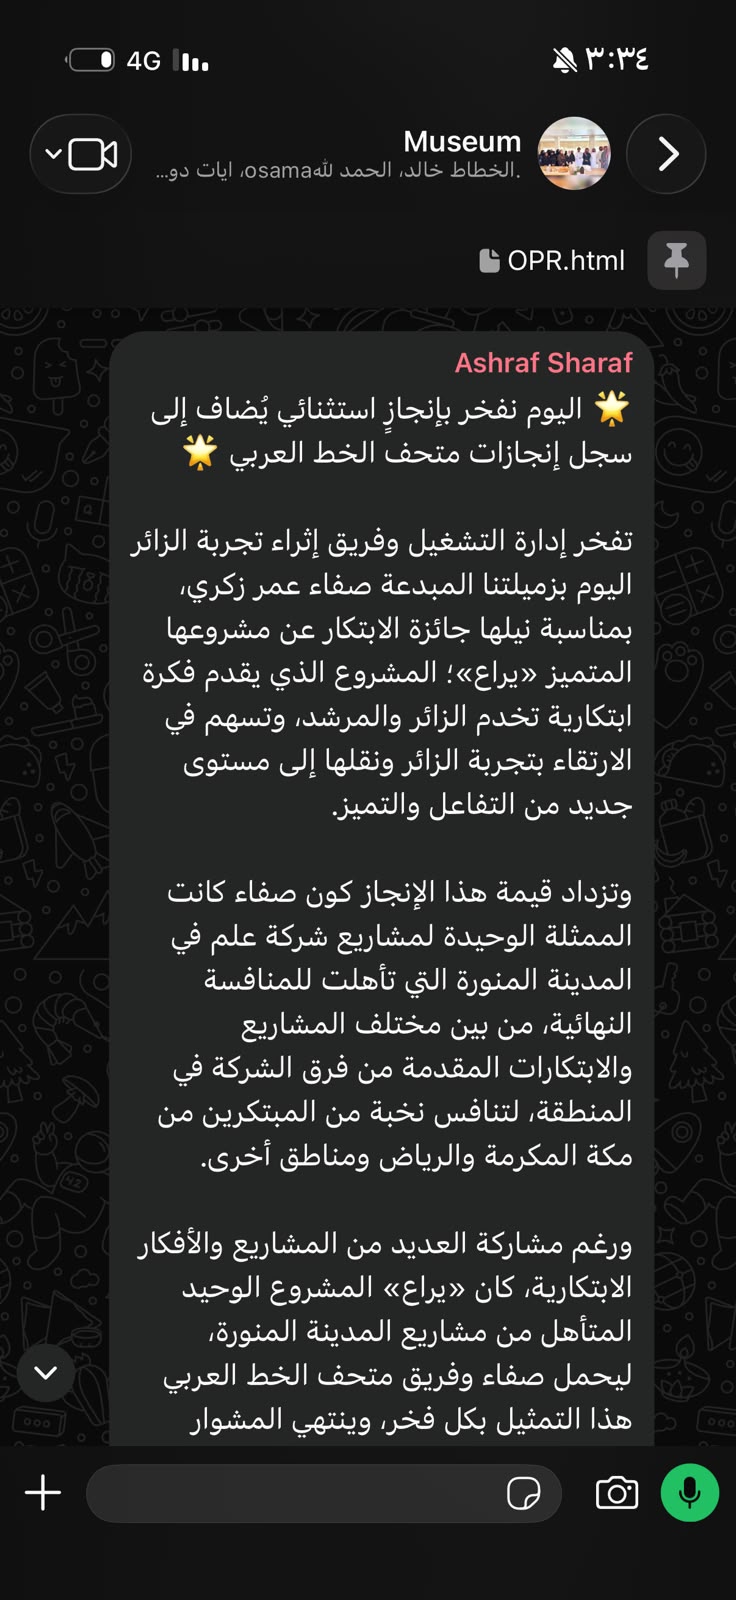 ٣:٣٤
4G
Museum
.الخطاط خالد، الحمد للهosama، ايات دو...
OPR.html
Ashraf Sharaf
🌟 اليوم نفخر بإنجازٍ استثنائي يُضاف إلى
سجل إنجازات متحف الخط العربي 🌟
تفخر إدارة التشغيل وفريق إثراء تجربة الزائر
اليوم بزميلتنا المبدعة صفاء عمر زكري،
بمناسبة نيلها جائزة الابتكار عن مشروعها
المتميز «يراع»؛ المشروع الذي يقدم فكرة
ابتكارية تخدم الزائر والمرشد، وتسهم في
الارتقاء بتجربة الزائر ونقلها إلى مستوى
جديد من التفاعل والتميز.
وتزداد قيمة هذا الإنجاز كون صفاء كانت
الممثلة الوحيدة لمشاريع شركة علم في
المدينة المنورة التي تأهلت للمنافسة
النهائية، من بين مختلف المشاريع
والابتكارات المقدمة من فرق الشركة في
المنطقة، لتنافس نخبة من المبتكرين من
مكة المكرمة والرياض ومناطق أخرى.
ورغم مشاركة العديد من المشاريع والأفكار
الابتكارية، كان «يراع» المشروع الوحيد
المتأهل من مشاريع المدينة المنورة،
ليحمل صفاء وفريق متحف الخط العربي
هذا التمثيل بكل فخر، وينتهي المشوار